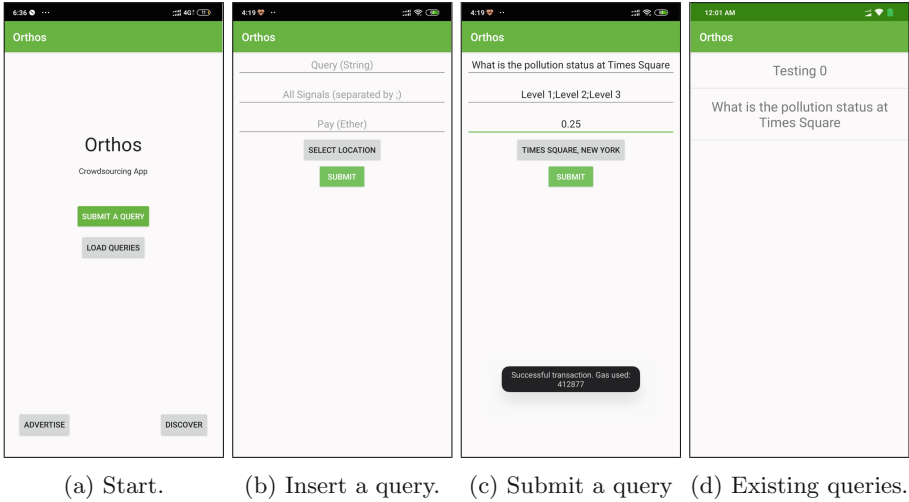 6:36 ··· 4G
Orthos
Orthos
Crowdsourcing App
SUBMIT A QUERY
LOAD QUERIES
ADVERTISE
DISCOVER
(a) Start.
4:19 ··
Orthos
Query (String)
All Signals (separated by ;)
Pay (Ether)
SELECT LOCATION
SUBMIT
(b) Insert a query.
4:19 ··
Orthos
What is the pollution status at Times Square
Level 1;Level 2;Level 3
0.25
TIMES SQUARE, NEW YORK
SUBMIT
Successful transaction. Gas used:
412877
(c) Submit a query
12:01 AM
Orthos
Testing 0
What is the pollution status at
Times Square
(d) Existing queries.